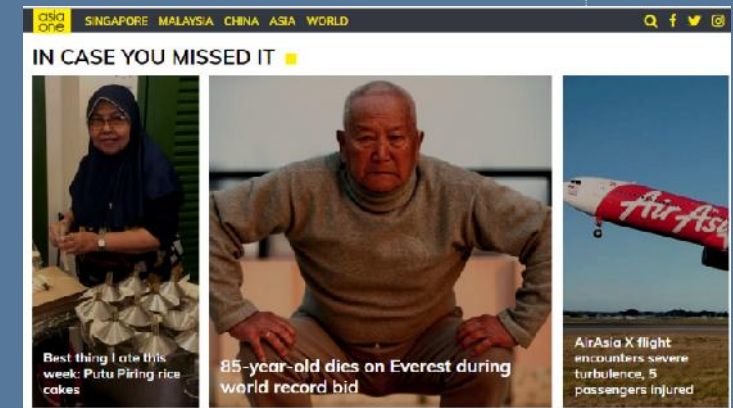 asia
one
SINGAPORE MALAYSIA CHINA ASIA WORLD
IN CASE YOU MISSED IT
Best thing I ate this
week: Putu Piring rice
cakes
85-year-old dies on Everest during
world record bid
AirAsia
AirAsia X flight
encounters severe
turbulence, 5
passengers injured